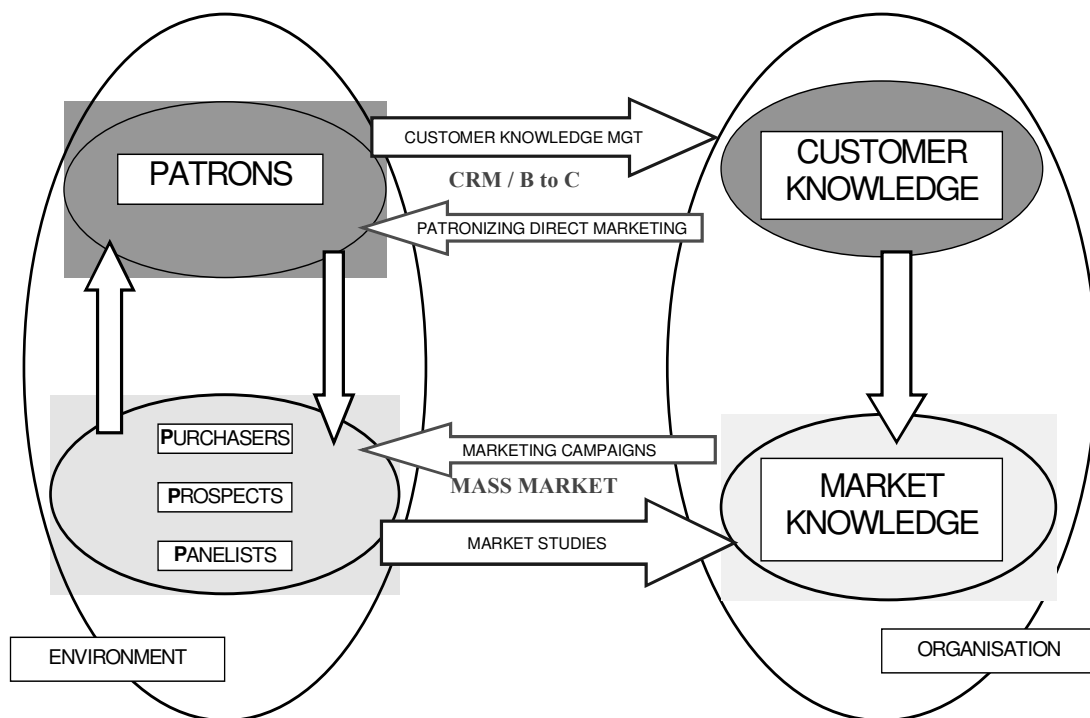 CUSTOMER KNOWLEDGE MGT
PATRONS
CUSTOMER
KNOWLEDGE
CRM / B to C
PATRONIZING DIRECT MARKETING
PURCHASERS
MARKETING CAMPAIGNS
MASS MARKET
PROSPECTS
MARKET
KNOWLEDGE
PANELISTS
MARKET STUDIES
ENVIRONMENT
ORGANISATION